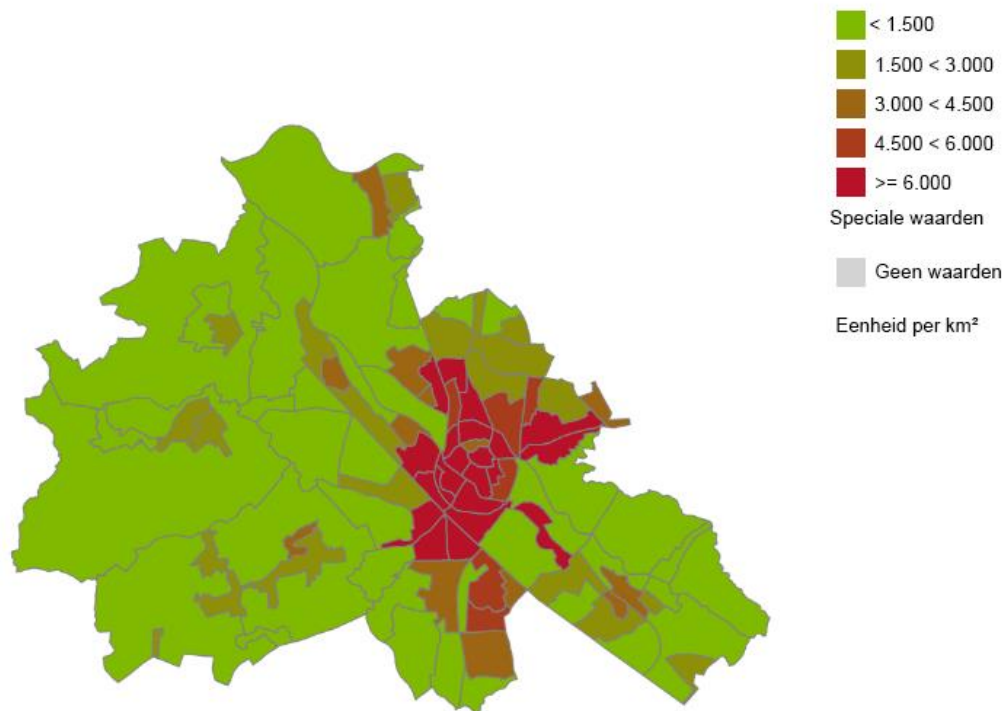 < 1.500
1.500 < 3.000
3.000 < 4.500
4.500 < 6.000
>= 6.000
Speciale waarden
Geen waarden
Eenheid per km²